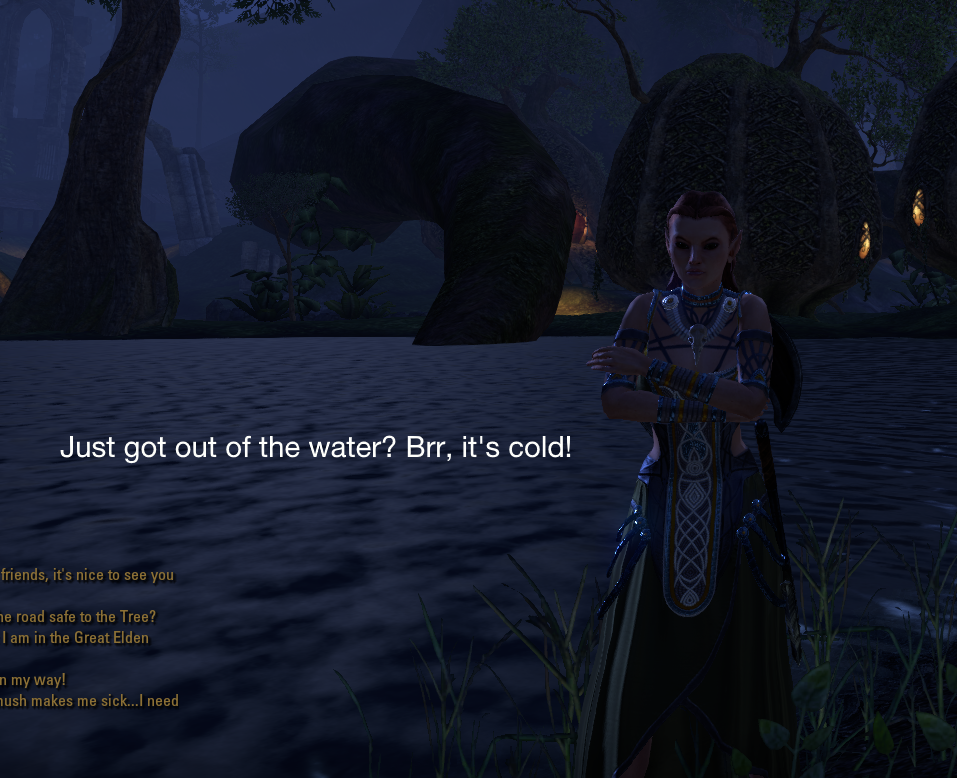 Just got out of the water? Brr, it's cold!
friends, it's nice to see you
road safe to the Tree?
I am in the Great Elden
my way!
makes me sick...I need